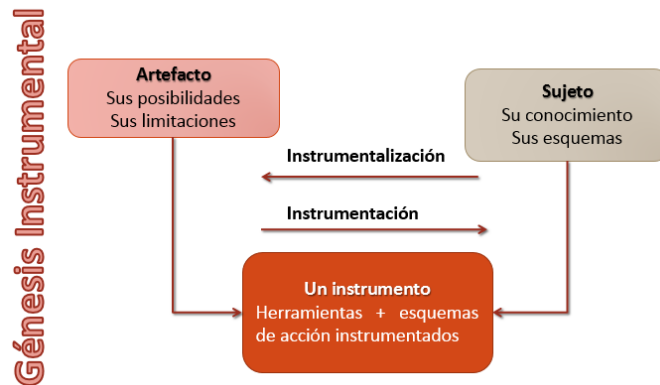 Génesis Instrumental
Artefacto
Sus posibilidades
Sus limitaciones
Sujeto
Su conocimiento
Sus esquemas
Instrumentalización
Instrumentación
Un instrumento
Herramientas + esquemas
de acción instrumentados